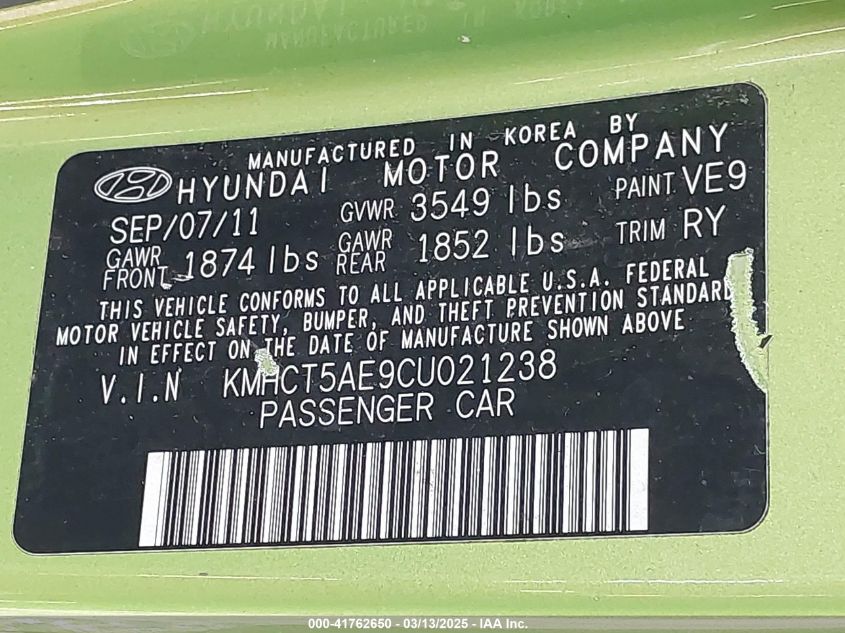 MANUFACTURED IN KOREA BY
HYUNDAI MOTOR COMPANY
SEP/07/11 GVWR 3549 lbs PAINT VE9
GAWR FRONT 1874 lbs GAWR REAR 1852 lbs TRIM RY
THIS VEHICLE CONFORMS TO ALL APPLICABLE U.S.A. FEDERAL
MOTOR VEHICLE SAFETY, BUMPER, AND THEFT PREVENTION STANDARD
IN EFFECT ON THE DATE OF MANUFACTURE SHOWN ABOVE
V.I.N KMHCT5AE9CU021238
PASSENGER CAR
000-41762650 - 03/13/2025 - IAA Inc.